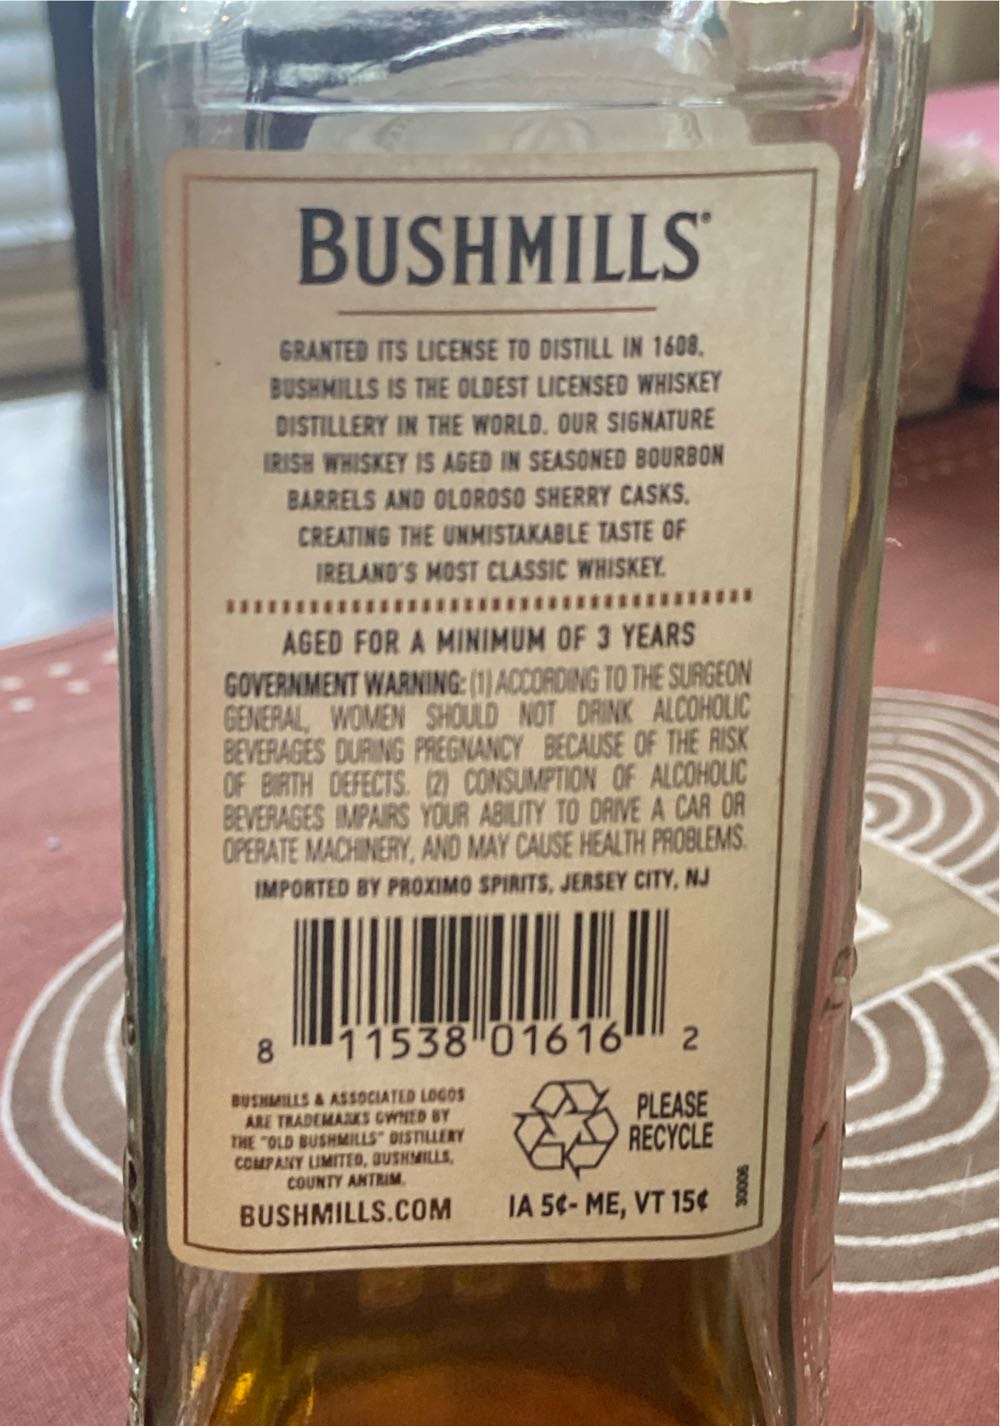 BUSHMILLS®
GRANTED ITS LICENSE TO DISTILL IN 1608,
BUSHMILLS IS THE OLDEST LICENSED WHISKEY
DISTILLERY IN THE WORLD. OUR SIGNATURE
IRISH WHISKEY IS AGED IN SEASONED BOURBON
BARRELS AND OLOROSO SHERRY CASKS,
CREATING THE UNMISTAKABLE TASTE OF
IRELAND'S MOST CLASSIC WHISKEY.
AGED FOR A MINIMUM OF 3 YEARS
GOVERNMENT WARNING: (1) ACCORDING TO THE SURGEON
GENERAL, WOMEN SHOULD NOT DRINK ALCOHOLIC
BEVERAGES DURING PREGNANCY BECAUSE OF THE RISK
OF BIRTH DEFECTS. (2) CONSUMPTION OF ALCOHOLIC
BEVERAGES IMPAIRS YOUR ABILITY TO DRIVE A CAR OR
OPERATE MACHINERY, AND MAY CAUSE HEALTH PROBLEMS.
IMPORTED BY PROXIMO SPIRITS, JERSEY CITY, NJ
8 11538 01616 2
BUSHMILLS & ASSOCIATED LOGOS
ARE TRADEMARKS OWNED BY
THE "OLD BUSHMILLS" DISTILLERY
COMPANY LIMITED, BUSHMILLS,
COUNTY ANTRIM.
BUSHMILLS.COM
PLEASE
RECYCLE
IA 5¢- ME, VT 15¢
30006